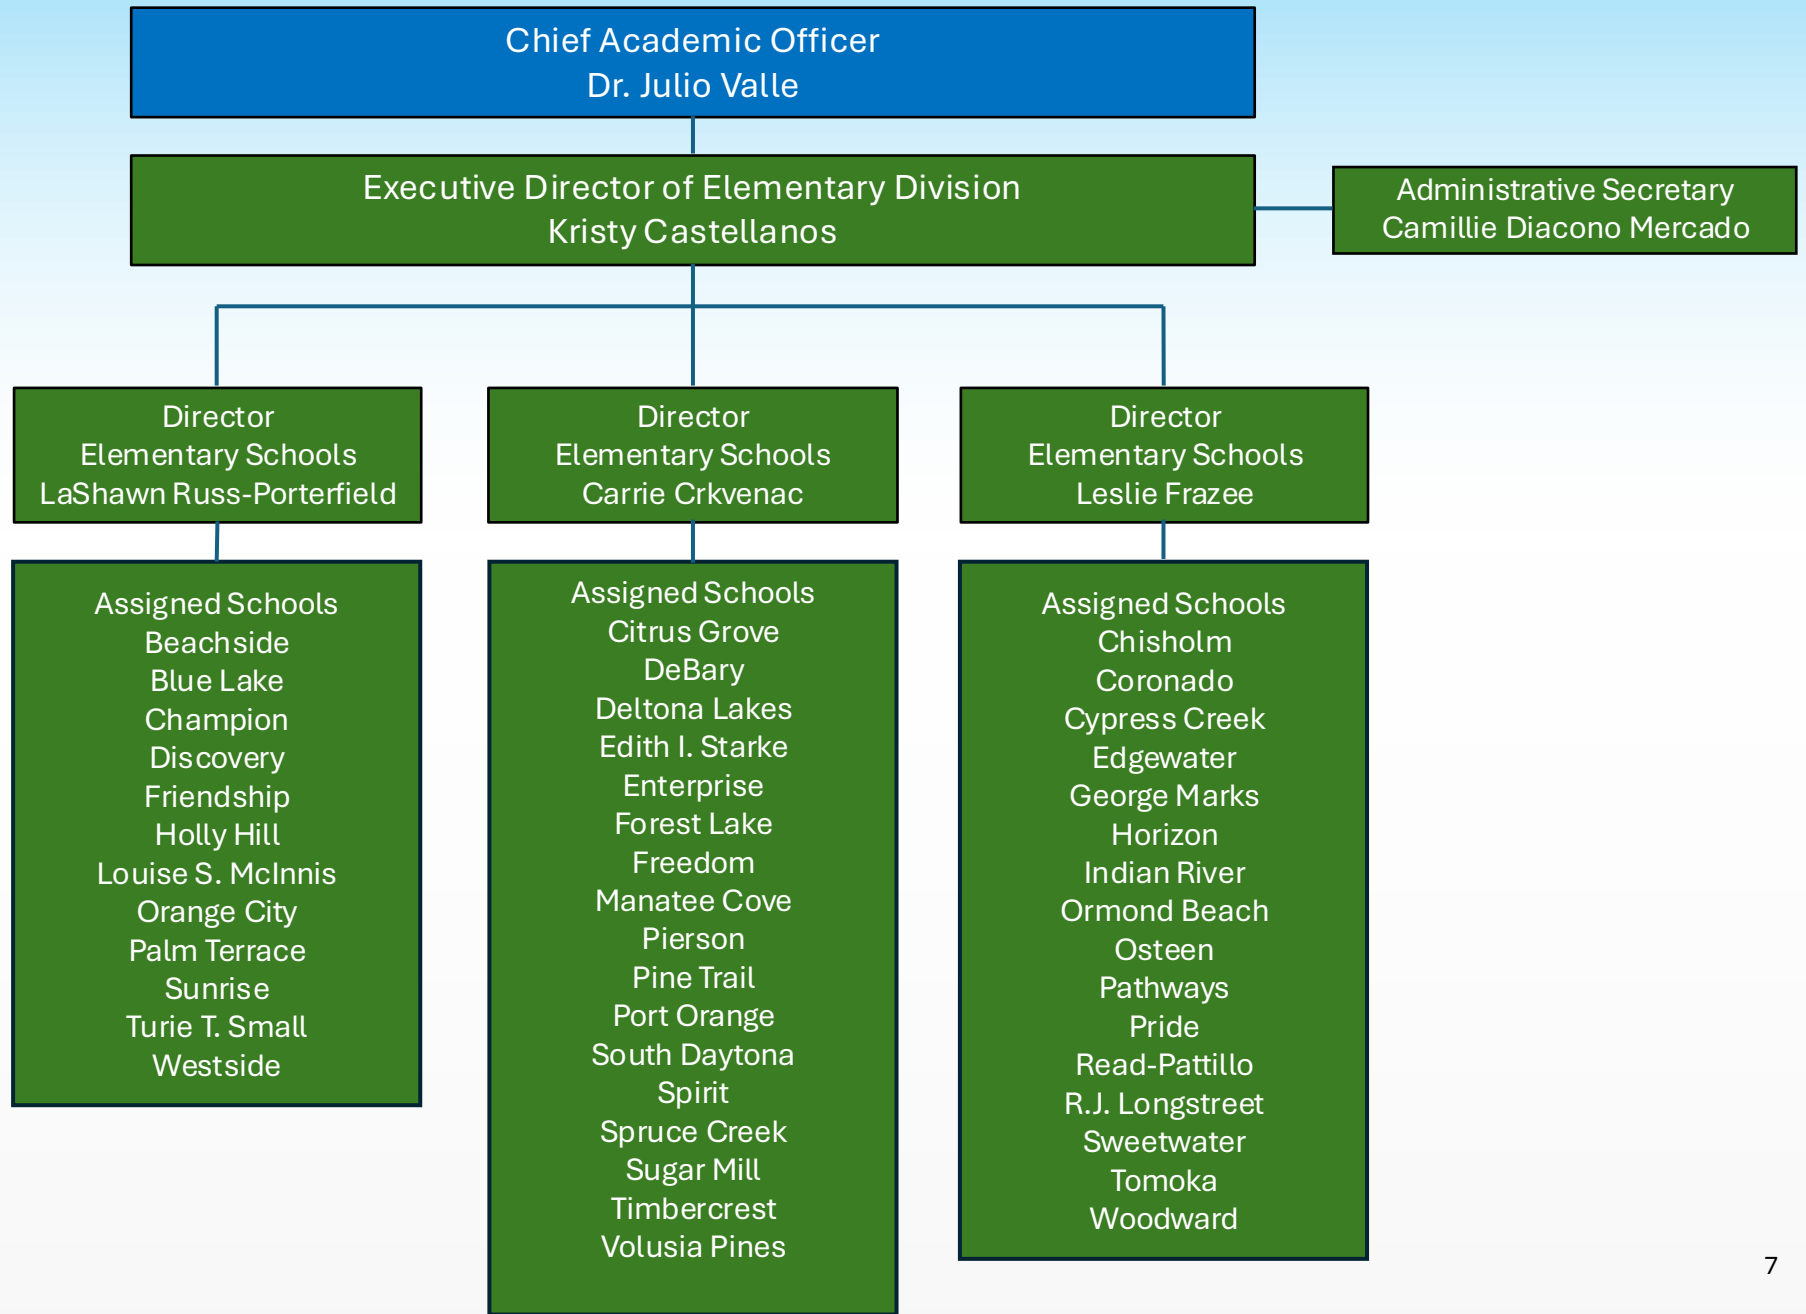 Chief Academic Officer
Dr. Julio Valle
Executive Director of Elementary Division
Kristy Castellanos
Administrative Secretary
Camillie Diacono Mercado
Director
Elementary Schools
LaShawn Russ-Porterfield
Director
Elementary Schools
Carrie Crkvenac
Director
Elementary Schools
Leslie Frazee
Assigned Schools
Beachside
Blue Lake
Champion
Discovery
Friendship
Holly Hill
Louise S. McInnis
Orange City
Palm Terrace
Sunrise
Turie T. Small
Westside
Assigned Schools
Citrus Grove
DeBary
Deltona Lakes
Edith I. Starke
Enterprise
Forest Lake
Freedom
Manatee Cove
Pierson
Pine Trail
Port Orange
South Daytona
Spirit
Spruce Creek
Sugar Mill
Timbercrest
Volusia Pines
Assigned Schools
Chisholm
Coronado
Cypress Creek
Edgewater
George Marks
Horizon
Indian River
Ormond Beach
Osteen
Pathways
Pride
Read-Pattillo
R.J. Longstreet
Sweetwater
Tomoka
Woodward
7